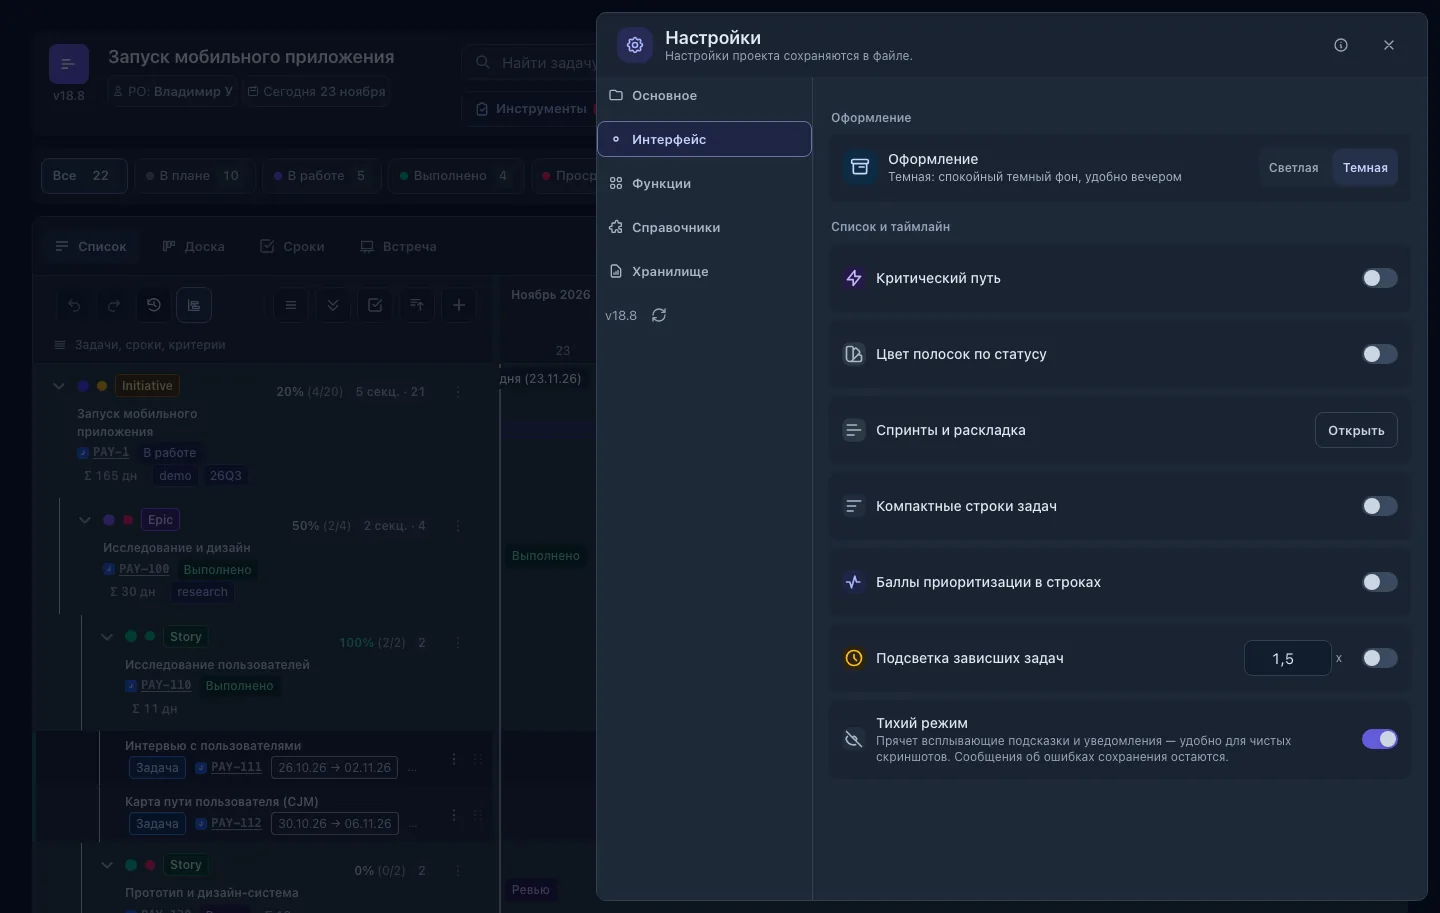 Запуск мобильного приложения
v18.8
PO: Владимир У
Сегодня 23 ноября
Найти задачу
Инструменты
Все 22
В плане 10
В работе 5
Выполнено 4
Список
Доска
Сроки
Встреча
Ноябрь 2026
Задачи, сроки, критерии
23
дня (23.11.26)
Initiative
20% (4/20) 5 секц. · 21
Запуск мобильного
приложения
PAY-1 В работе
Σ 165 дн demo 26Q3
Epic
50% (2/4) 2 секц. · 4
Исследование и дизайн
Выполнено
PAY-100 Выполнено
Σ 30 дн research
Story
100% (2/2) 2
Исследование пользователей
PAY-110 Выполнено
Σ 11 дн
Интервью с пользователями
Задача PAY-111 26.10.26 → 02.11.26 ...
Карта пути пользователя (CJM)
Задача PAY-112 30.10.26 → 06.11.26 ...
Story
0% (0/2) 2
Прототип и дизайн-система
Ревью
Настройки
Настройки проекта сохраняются в файле.
Основное
Интерфейс
Функции
Справочники
Хранилище
v18.8
Оформление
Оформление
Темная: спокойный темный фон, удобно вечером
Светлая
Темная
Список и таймлайн
Критический путь
Цвет полосок по статусу
Спринты и раскладка
Открыть
Компактные строки задач
Баллы приоритизации в строках
Подсветка зависших задач
1,5 x
Тихий режим
Прячет всплывающие подсказки и уведомления — удобно для чистых
скриншотов. Сообщения об ошибках сохранения остаются.